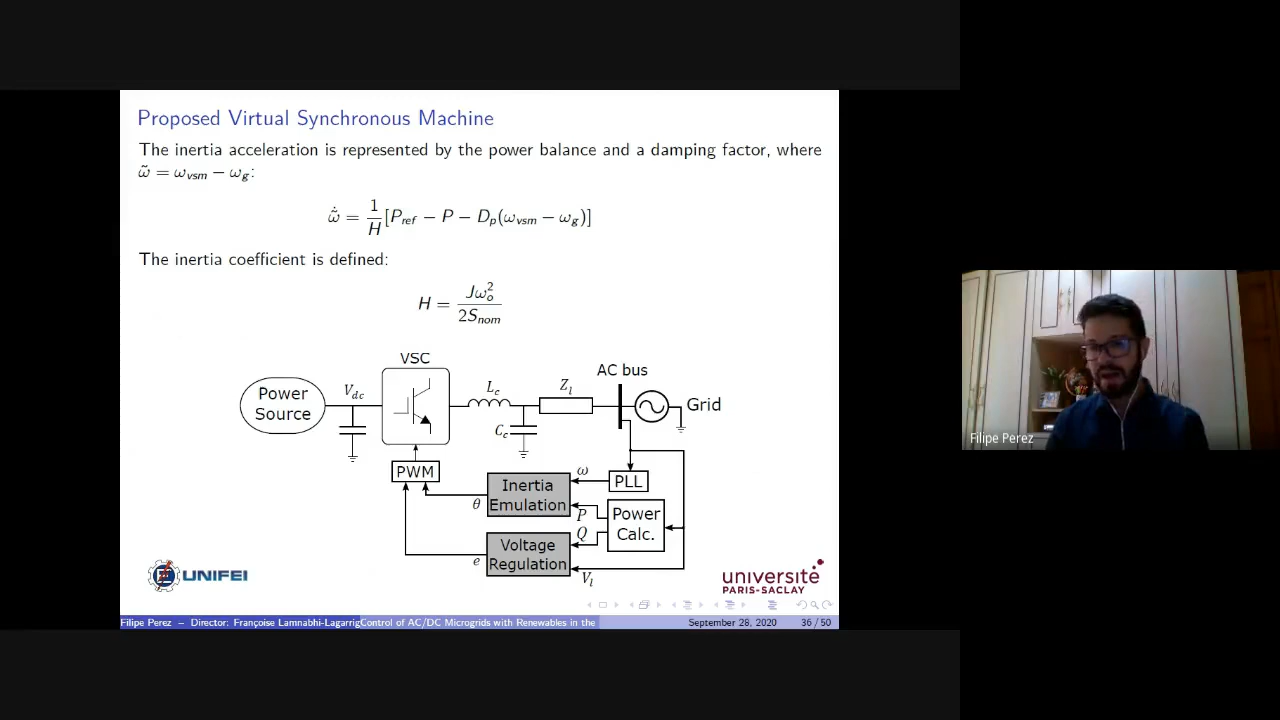 Proposed Virtual Synchronous Machine
The inertia acceleration is represented by the power balance and a damping factor, where
ω̃ = ω_vsm − ω_g:
ω̃̇ = 1/H [P_ref − P − D_p(ω_vsm − ω_g)]
The inertia coefficient is defined:
H = Jω_o^2 / 2S_nom
VSC
AC bus
Power
Source
V_dc
L_c
Z_l
C_c
Grid
PWM
Inertia
Emulation
ω
PLL
θ
P
Power
Calc.
Q
Voltage
Regulation
e
V_l
UNIFEI
université
PARIS-SACLAY
Filipe Perez – Director: Françoise Lamnabhi-Lagarrig
Control of AC/DC Microgrids with Renewables in the
September 28, 2020
36 / 50
Filipe Perez